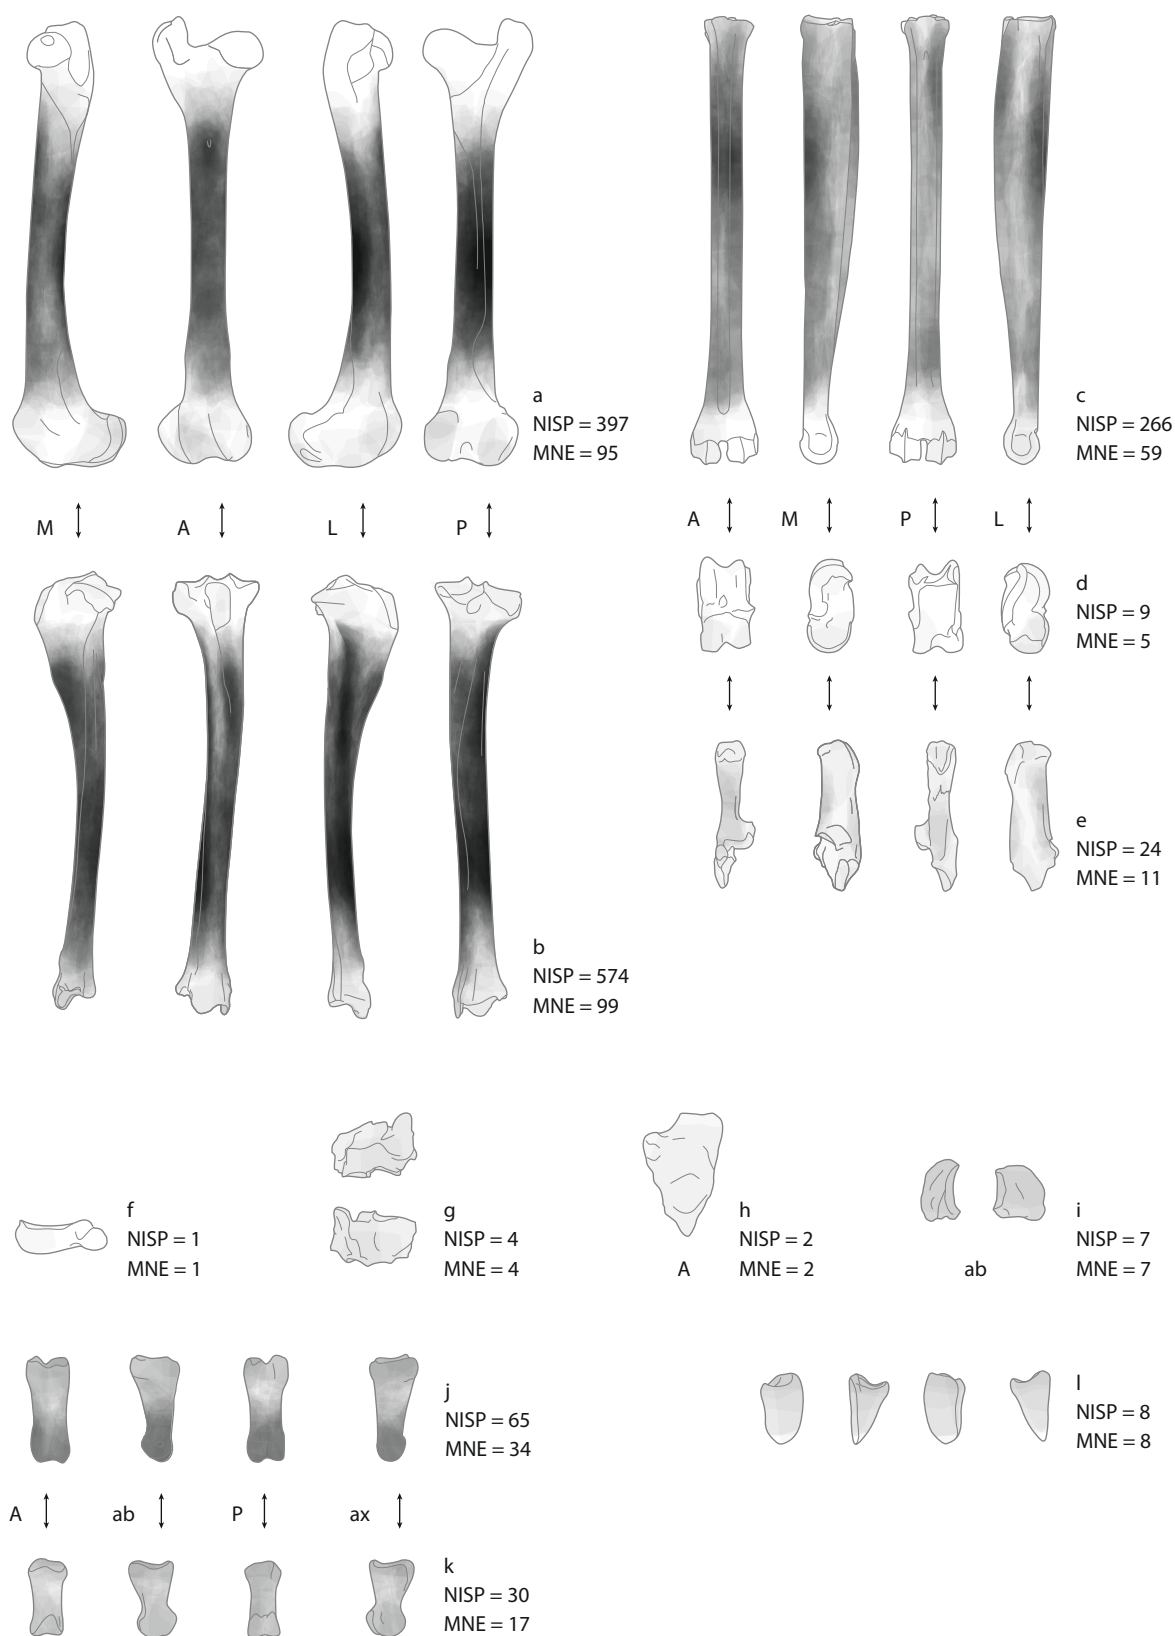 a
NISP = 397
MNE = 95
c
NISP = 266
MNE = 59
M A L P
A M P L
d
NISP = 9
MNE = 5
e
NISP = 24
MNE = 11
b
NISP = 574
MNE = 99
f
NISP = 1
MNE = 1
g
NISP = 4
MNE = 4
h
NISP = 2
A MNE = 2
i
NISP = 7
ab MNE = 7
j
NISP = 65
MNE = 34
l
NISP = 8
MNE = 8
A ab P ax
k
NISP = 30
MNE = 17